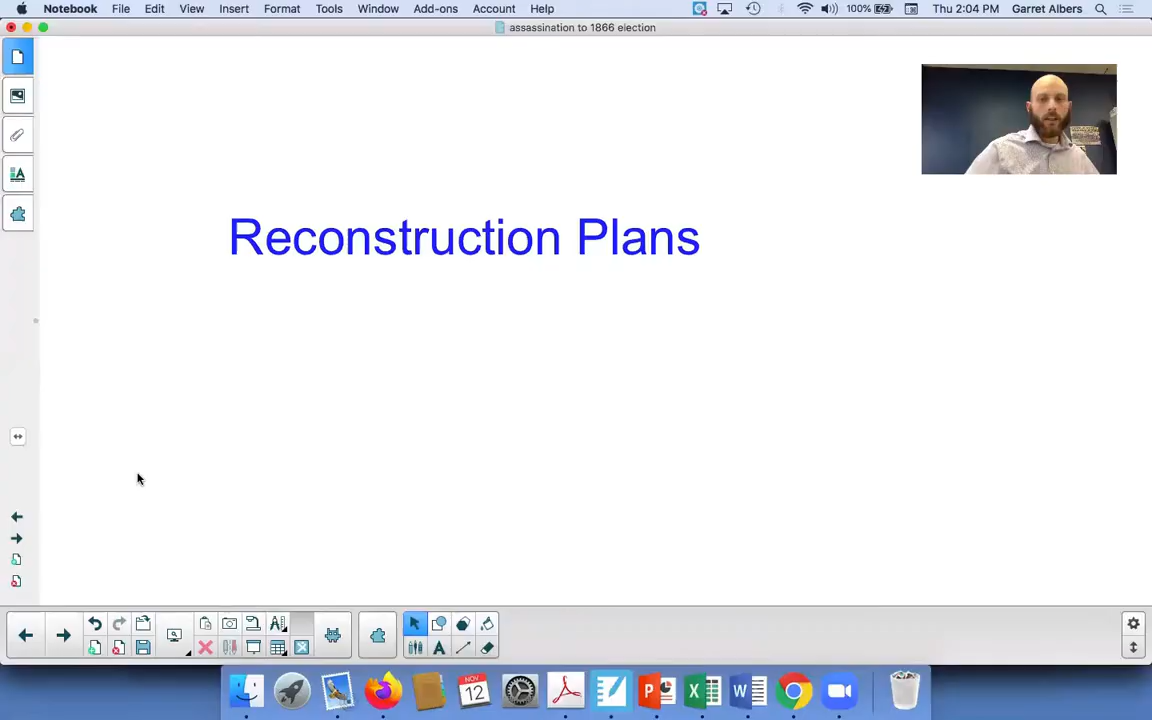 Notebook File Edit View Insert Format Tools Window Add-ons Account Help 100% Thu 2:04 PM Garret Albers
assassination to 1866 election
Reconstruction Plans
NOV
12